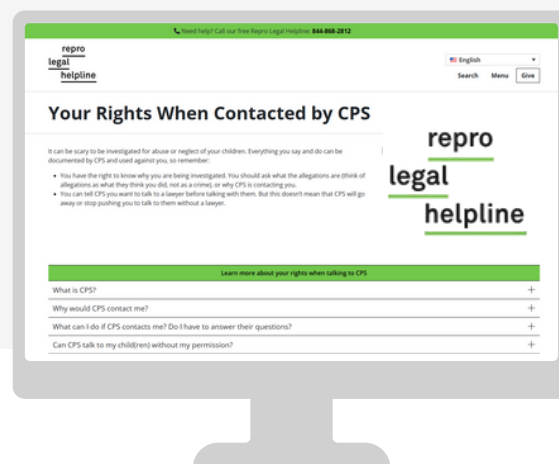 Need help? Call our free Repro Legal Helpline: 844-868-2812
repro
legal
helpline
English
Search Menu Give
Your Rights When Contacted by CPS
It can be scary to be investigated for abuse or neglect of your children. Everything you say and do can be
documented by CPS and used against you, so remember:
• You have the right to know why you are being investigated. You should ask what the allegations are (think of
allegations as what they think you did, not as a crime), or why CPS is contacting you.
• You can tell CPS you want to talk to a lawyer before talking with them. But this doesn't mean that CPS will go
away or stop pushing you to talk to them without a lawyer.
repro
legal
helpline
Learn more about your rights when talking to CPS
What is CPS?
Why would CPS contact me?
What can I do if CPS contacts me? Do I have to answer their questions?
Can CPS talk to my child(ren) without my permission?